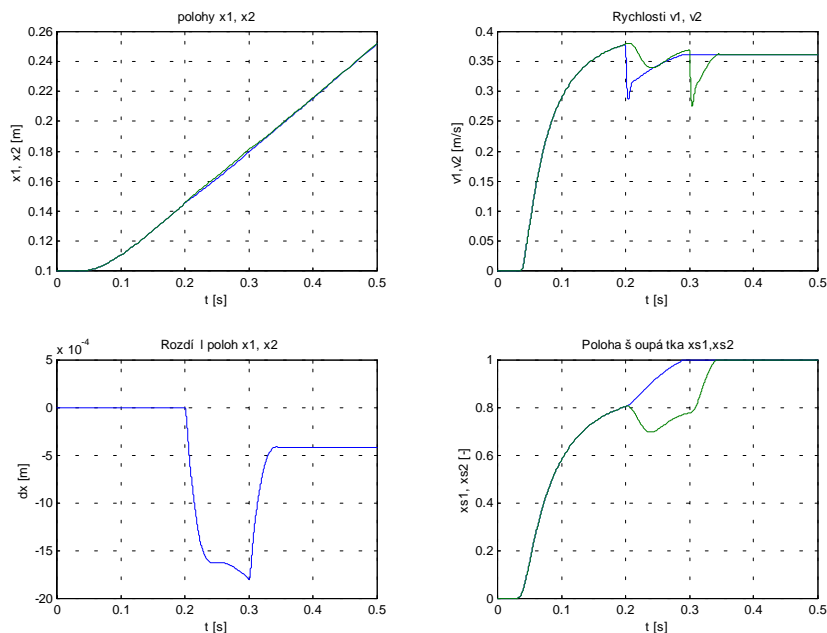 polohy x1, x2
0.26
0.24
0.22
0.2
0.18
0.16
0.14
0.12
0.1
x1, x2 [m]
0 0.1 0.2 0.3 0.4 0.5
t [s]
Rychlosti v1, v2
0.4
0.35
0.3
0.25
0.2
0.15
0.1
0.05
0
v1,v2 [m/s]
0 0.1 0.2 0.3 0.4 0.5
t [s]
Rozdí l poloh x1, x2
x 10-4
5
0
-5
-10
-15
-20
dx [m]
0 0.1 0.2 0.3 0.4 0.5
t [s]
Poloha š oupá tka xs1,xs2
1
0.8
0.6
0.4
0.2
0
xs1, xs2 [-]
0 0.1 0.2 0.3 0.4 0.5
t [s]